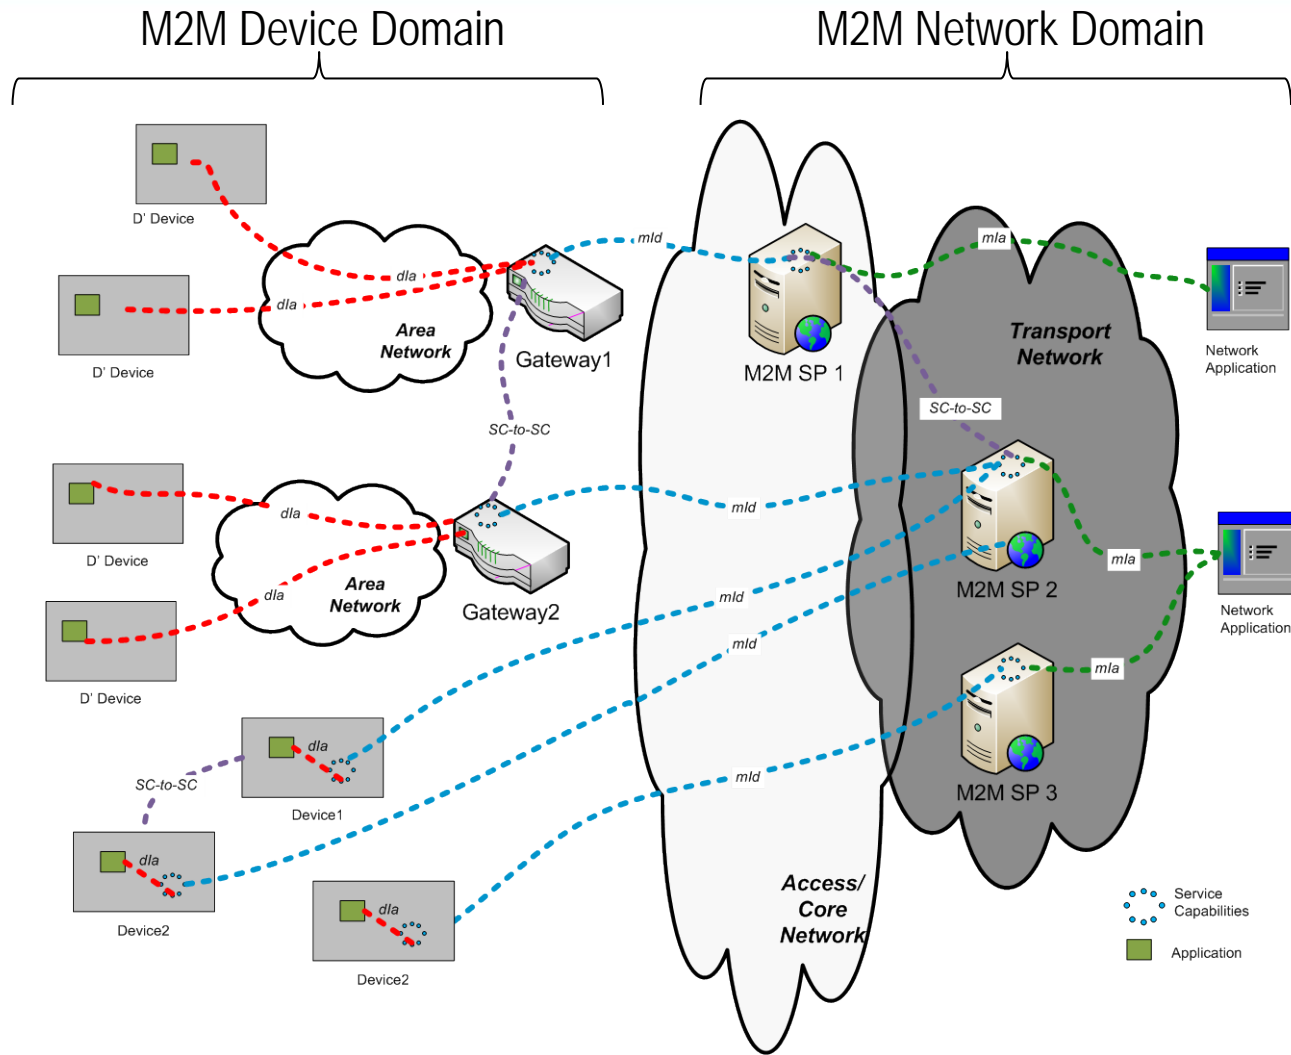 M2M Device Domain
M2M Network Domain
D' Device
dla
mld
mla
D' Device
dla
Area
Network
Gateway1
M2M SP 1
Transport
Network
Network
Application
SC-to-SC
SC-to-SC
D' Device
dla
mld
M2M SP 2
mla
Network
Application
dla
Area
Network
Gateway2
mld
D' Device
mld
mla
dla
SC-to-SC
Device1
mld
M2M SP 3
dla
Device2
dla
Device2
Access/
Core
Network
Service
Capabilities
Application